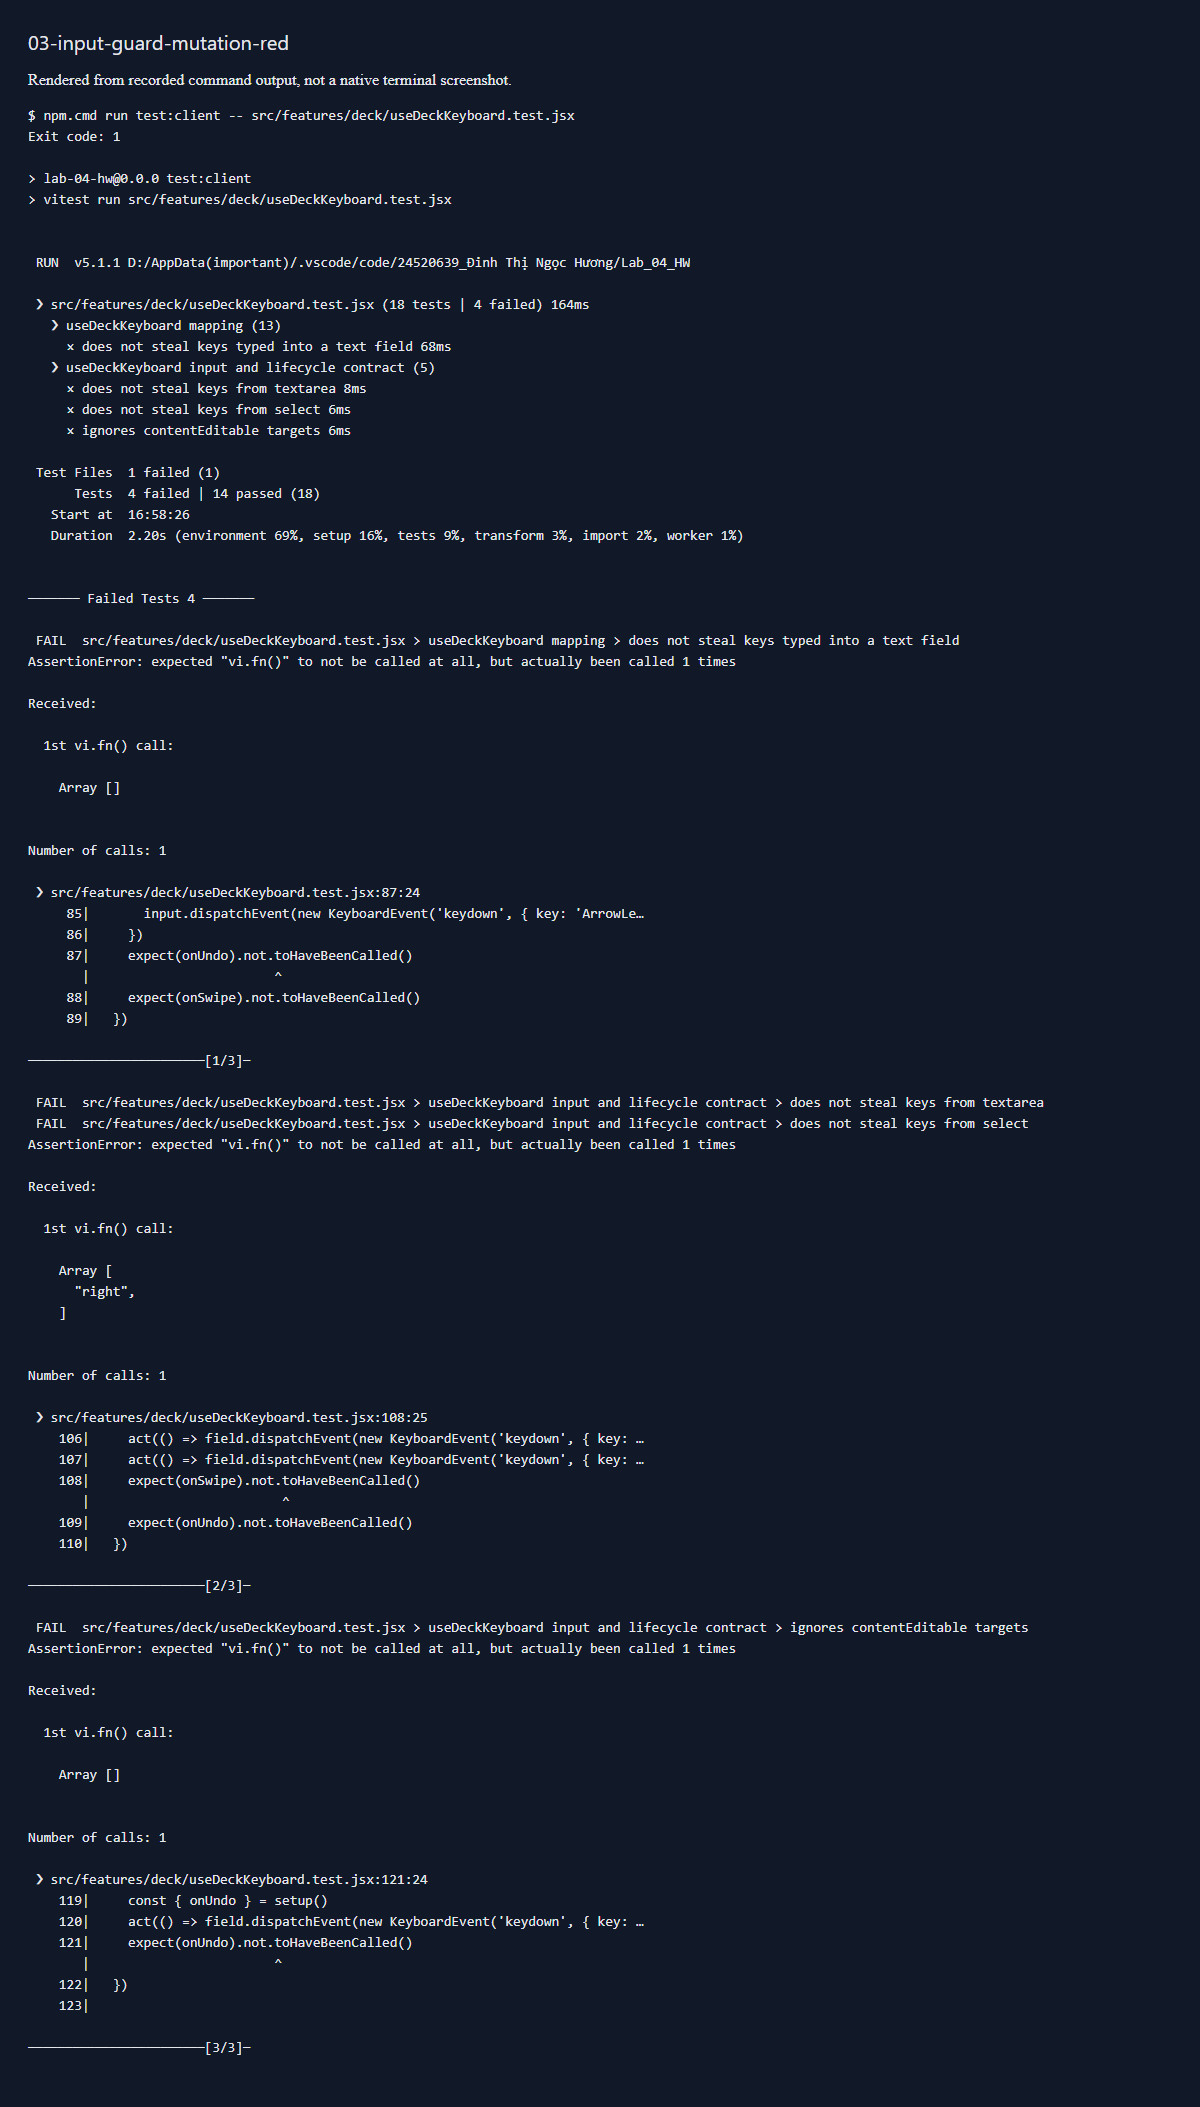 03-input-guard-mutation-red
Rendered from recorded command output, not a native terminal screenshot.
$ npm.cmd run test:client -- src/features/deck/useDeckKeyboard.test.jsx
Exit code: 1
> lab-04-hw@0.0.0 test:client
> vitest run src/features/deck/useDeckKeyboard.test.jsx
RUN  v5.1.1 D:/AppData(important)/.vscode/code/24520639_Đinh Thị Ngọc Hương/Lab_04_HW
❯ src/features/deck/useDeckKeyboard.test.jsx (18 tests | 4 failed) 164ms
❯ useDeckKeyboard mapping (13)
× does not steal keys typed into a text field 68ms
❯ useDeckKeyboard input and lifecycle contract (5)
× does not steal keys from textarea 8ms
× does not steal keys from select 6ms
× ignores contentEditable targets 6ms
Test Files  1 failed (1)
Tests  4 failed | 14 passed (18)
Start at  16:58:26
Duration  2.20s (environment 69%, setup 16%, tests 9%, transform 3%, import 2%, worker 1%)
─────── Failed Tests 4 ───────
FAIL  src/features/deck/useDeckKeyboard.test.jsx > useDeckKeyboard mapping > does not steal keys typed into a text field
AssertionError: expected "vi.fn()" to not be called at all, but actually been called 1 times
Received:
1st vi.fn() call:
Array []
Number of calls: 1
❯ src/features/deck/useDeckKeyboard.test.jsx:87:24
85|       input.dispatchEvent(new KeyboardEvent('keydown', { key: 'ArrowLe…
86|     })
87|     expect(onUndo).not.toHaveBeenCalled()
|                        ^
88|     expect(onSwipe).not.toHaveBeenCalled()
89|   })
───────────────────────[1/3]─
FAIL  src/features/deck/useDeckKeyboard.test.jsx > useDeckKeyboard input and lifecycle contract > does not steal keys from textarea
FAIL  src/features/deck/useDeckKeyboard.test.jsx > useDeckKeyboard input and lifecycle contract > does not steal keys from select
AssertionError: expected "vi.fn()" to not be called at all, but actually been called 1 times
Received:
1st vi.fn() call:
Array [
"right",
]
Number of calls: 1
❯ src/features/deck/useDeckKeyboard.test.jsx:108:25
106|     act(() => field.dispatchEvent(new KeyboardEvent('keydown', { key: …
107|     act(() => field.dispatchEvent(new KeyboardEvent('keydown', { key: …
108|     expect(onSwipe).not.toHaveBeenCalled()
|                         ^
109|     expect(onUndo).not.toHaveBeenCalled()
110|   })
───────────────────────[2/3]─
FAIL  src/features/deck/useDeckKeyboard.test.jsx > useDeckKeyboard input and lifecycle contract > ignores contentEditable targets
AssertionError: expected "vi.fn()" to not be called at all, but actually been called 1 times
Received:
1st vi.fn() call:
Array []
Number of calls: 1
❯ src/features/deck/useDeckKeyboard.test.jsx:121:24
119|     const { onUndo } = setup()
120|     act(() => field.dispatchEvent(new KeyboardEvent('keydown', { key: …
121|     expect(onUndo).not.toHaveBeenCalled()
|                        ^
122|   })
123|
───────────────────────[3/3]─